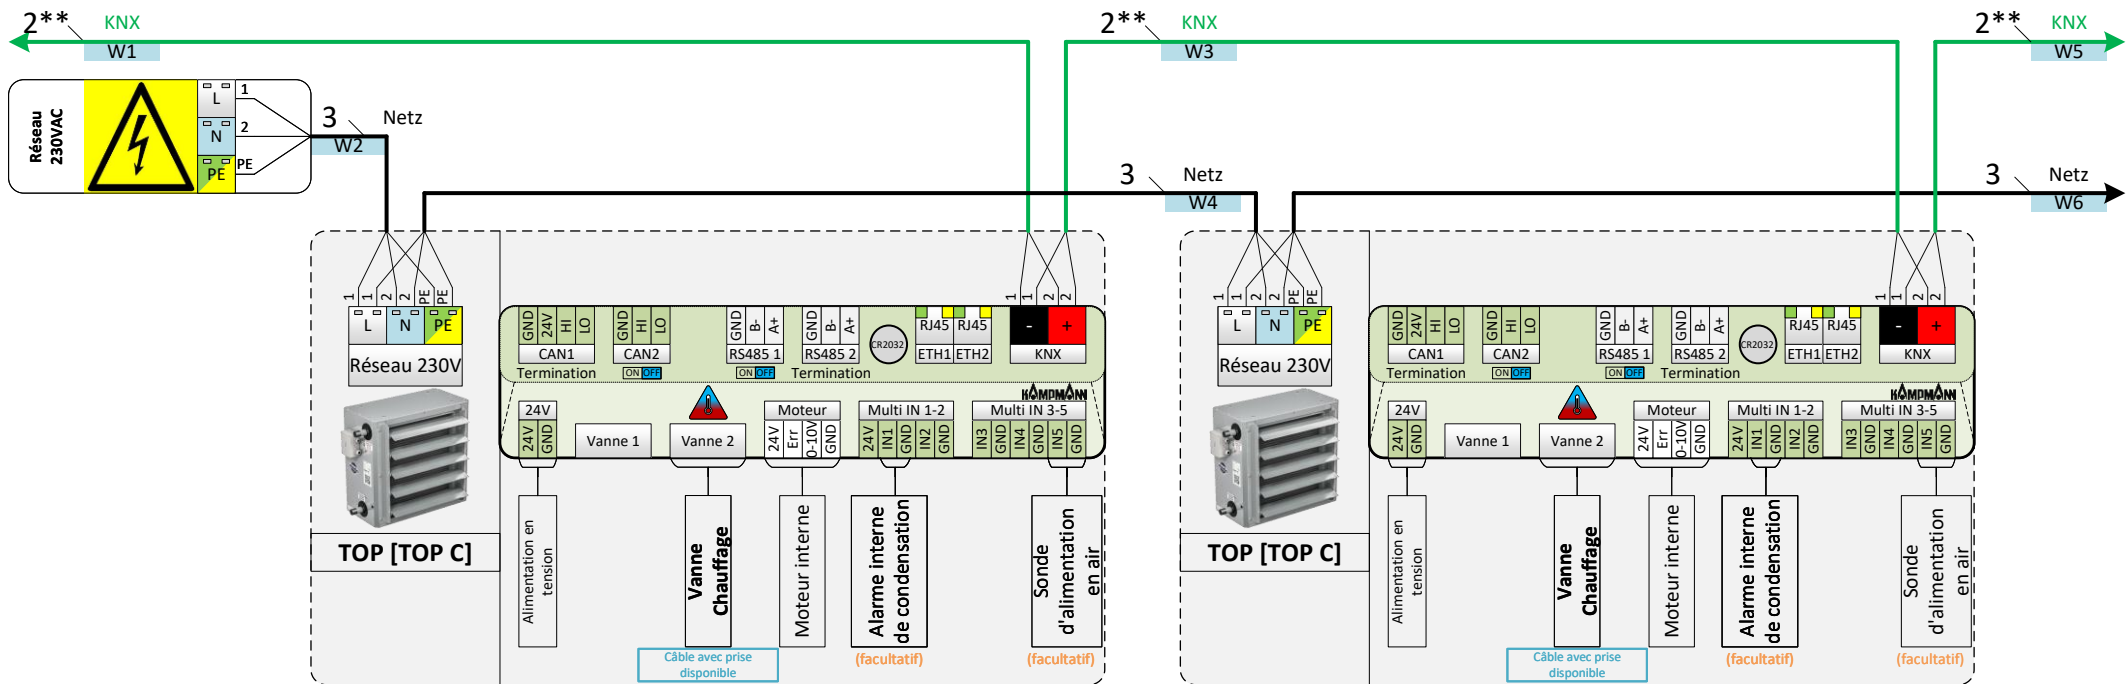 2** KNX
W1
2** KNX
W3
2** KNX
W5
Réseau
230VAC
L
N
PE
1
2
PE
3 Netz
W2
3 Netz
W4
3 Netz
W6
1 1 2 2 PE PE
L N PE
Réseau 230V
TOP [TOP C]
1 1 2 2
GND 24V HI LO
CAN1
GND HI LO
CAN2
GND B- A+
RS485 1
GND B- A+
RS485 2
CR2032
RJ45 RJ45
ETH1 ETH2
- +
KNX
Termination
ON OFF
ON OFF
Termination
KAMPMANN
24V
24V GND
Vanne 1
Vanne 2
Moteur
24V Err 0-10V GND
Multi IN 1-2
24V IN1 GND IN2 GND
Multi IN 3-5
IN3 GND IN4 GND IN5 GND
Alimentation en
tension
Vanne
Chauffage
Câble avec prise
disponible
Moteur interne
Alarme interne
de condensation
(facultatif)
Sonde
d'alimentation
en air
(facultatif)
1 1 2 2 PE PE
L N PE
Réseau 230V
TOP [TOP C]
1 1 2 2
GND 24V HI LO
CAN1
GND HI LO
CAN2
GND B- A+
RS485 1
GND B- A+
RS485 2
CR2032
RJ45 RJ45
ETH1 ETH2
- +
KNX
Termination
ON OFF
ON OFF
Termination
KAMPMANN
24V
24V GND
Vanne 1
Vanne 2
Moteur
24V Err 0-10V GND
Multi IN 1-2
24V IN1 GND IN2 GND
Multi IN 3-5
IN3 GND IN4 GND IN5 GND
Alimentation en
tension
Vanne
Chauffage
Câble avec prise
disponible
Moteur interne
Alarme interne
de condensation
(facultatif)
Sonde
d'alimentation
en air
(facultatif)